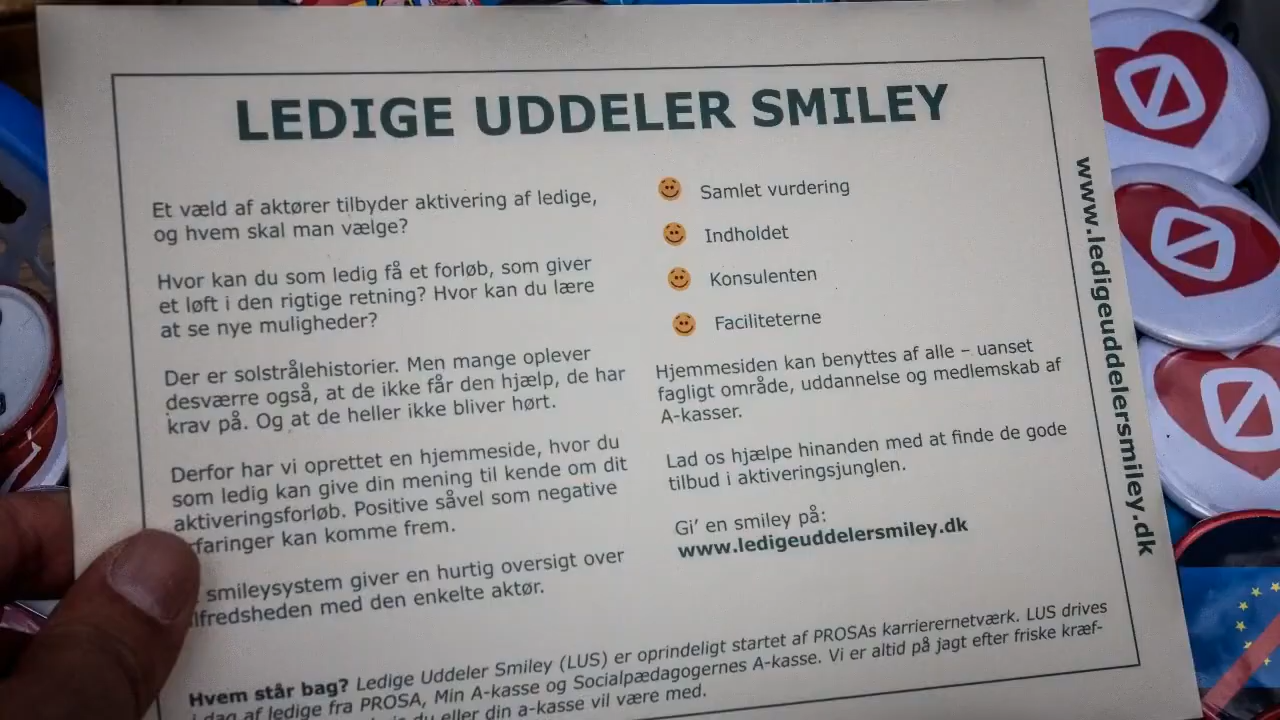 LEDIGE UDDELER SMILEY
Et væld af aktører tilbyder aktivering af ledige,
og hvem skal man vælge?
Hvor kan du som ledig få et forløb, som giver
et løft i den rigtige retning? Hvor kan du lære
at se nye muligheder?
Der er solstrålehistorier. Men mange oplever
desværre også, at de ikke får den hjælp, de har
krav på. Og at de heller ikke bliver hørt.
Derfor har vi oprettet en hjemmeside, hvor du
som ledig kan give din mening til kende om dit
aktiveringsforløb. Positive såvel som negative
faringer kan komme frem.
smileysystem giver en hurtig oversigt over
lfredsheden med den enkelte aktør.
Samlet vurdering
Indholdet
Konsulenten
Faciliteterne
Hjemmesiden kan benyttes af alle – uanset
fagligt område, uddannelse og medlemskab af
A-kasser.
Lad os hjælpe hinanden med at finde de gode
tilbud i aktiveringsjunglen.
Gi' en smiley på:
www.ledigeuddelersmiley.dk
Hvem står bag? Ledige Uddeler Smiley (LUS) er oprindeligt startet af PROSAs karrierernetværk. LUS drives
i dag af ledige fra PROSA, Min A-kasse og Socialpædagogernes A-kasse. Vi er altid på jagt efter friske kræf-
du eller din a-kasse vil være med.
www.ledigeuddelersmiley.dk